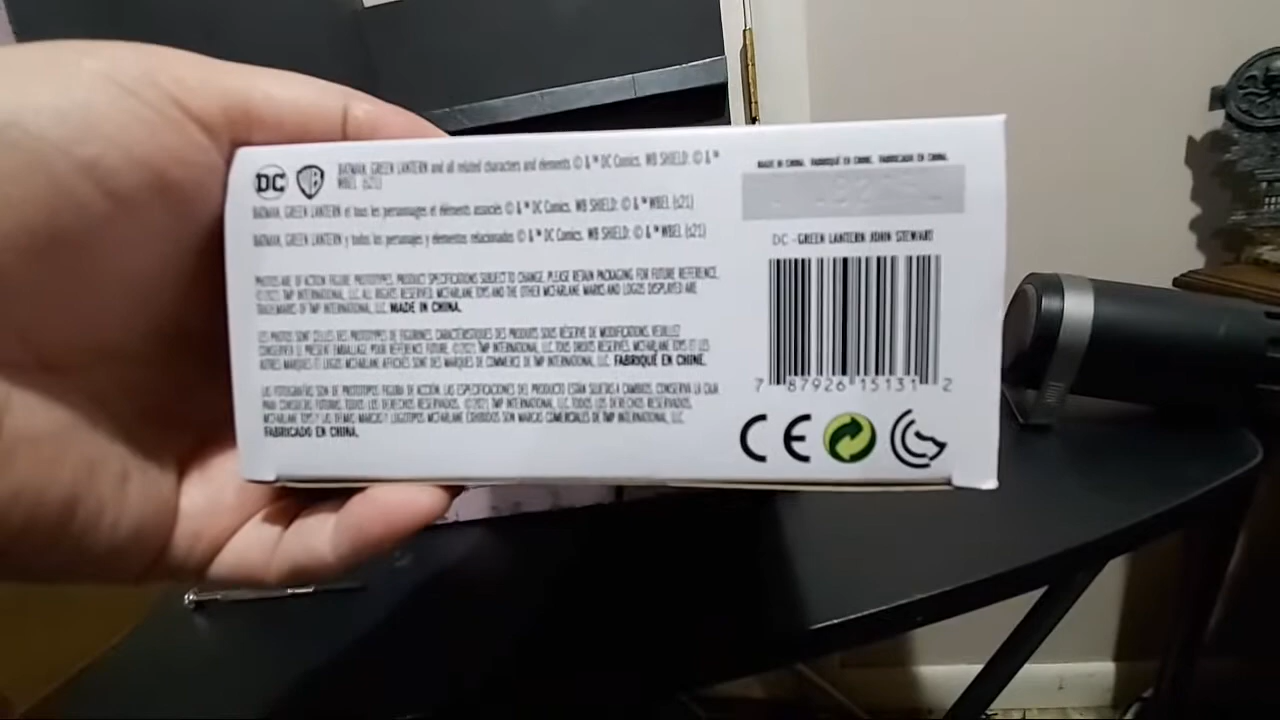 DC
BATMAN, GREEN LANTERN and all related characters and elements © & ™ DC Comics. WB SHIELD: © & ™
WBEI. (s21)
BATMAN, GREEN LANTERN et tous les personnages et éléments associés © & ™ DC Comics. WB SHIELD: © & ™ WBEI. (s21)
BATMAN, GREEN LANTERN y todos los personajes y elementos relacionados © & ™ DC Comics. WB SHIELD: © & ™ WBEI. (s21)
PHOTOS ARE OF ACTION FIGURE PROTOTYPES. PRODUCT SPECIFICATIONS SUBJECT TO CHANGE. PLEASE RETAIN PACKAGING FOR FUTURE REFERENCE.
©2021 TMP INTERNATIONAL, LLC. ALL RIGHTS RESERVED. MCFARLANE TOYS AND THE OTHER MCFARLANE MARKS AND LOGOS DISPLAYED ARE
TRADEMARKS OF TMP INTERNATIONAL, LLC. MADE IN CHINA.
LES PHOTOS SONT CELLES DES PROTOTYPES DE FIGURINES. CARACTÉRISTIQUES DES PRODUITS SOUS RÉSERVE DE MODIFICATIONS. VEUILLEZ
CONSERVER LE PRÉSENT EMBALLAGE POUR RÉFÉRENCE FUTURE. ©2021 TMP INTERNATIONAL, LLC. TOUS DROITS RÉSERVÉS. MCFARLANE TOYS ET LES
AUTRES MARQUES ET LOGOS MCFARLANE AFFICHÉS SONT DES MARQUES DE COMMERCE DE TMP INTERNATIONAL, LLC. FABRIQUÉ EN CHINE.
LAS FOTOGRAFÍAS SON DE PROTOTIPOS FIGURA DE ACCIÓN. LAS ESPECIFICACIONES DEL PRODUCTO ESTÁN SUJETAS A CAMBIOS. CONSERVA LA CAJA
PARA CONSULTAS FUTURAS. TODOS LOS DERECHOS RESERVADOS. ©2021 TMP INTERNATIONAL, LLC. TODOS LOS DERECHOS RESERVADOS.
MCFARLANE TOYS Y LAS DEMÁS MARCAS Y LOGOTIPOS MCFARLANE EXHIBIDOS SON MARCAS COMERCIALES DE TMP INTERNATIONAL, LLC.
FABRICADO EN CHINA.
MADE IN CHINA. FABRIQUÉ EN CHINE. FABRICADO EN CHINA.
DC - GREEN LANTERN JOHN STEWART
7 87926 15131 2
CE